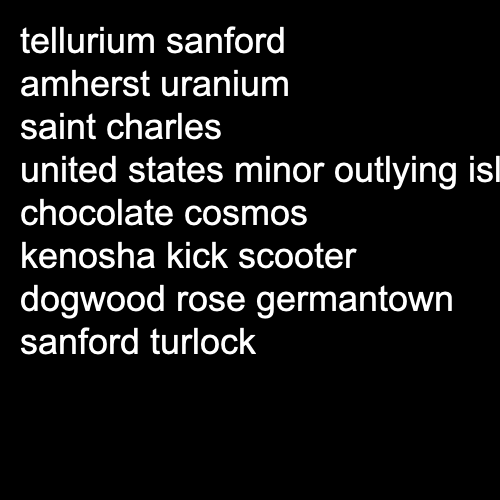 tellurium sanford
amherst uranium
saint charles
united states minor outlying isl
chocolate cosmos
kenosha kick scooter
dogwood rose germantown
sanford turlock